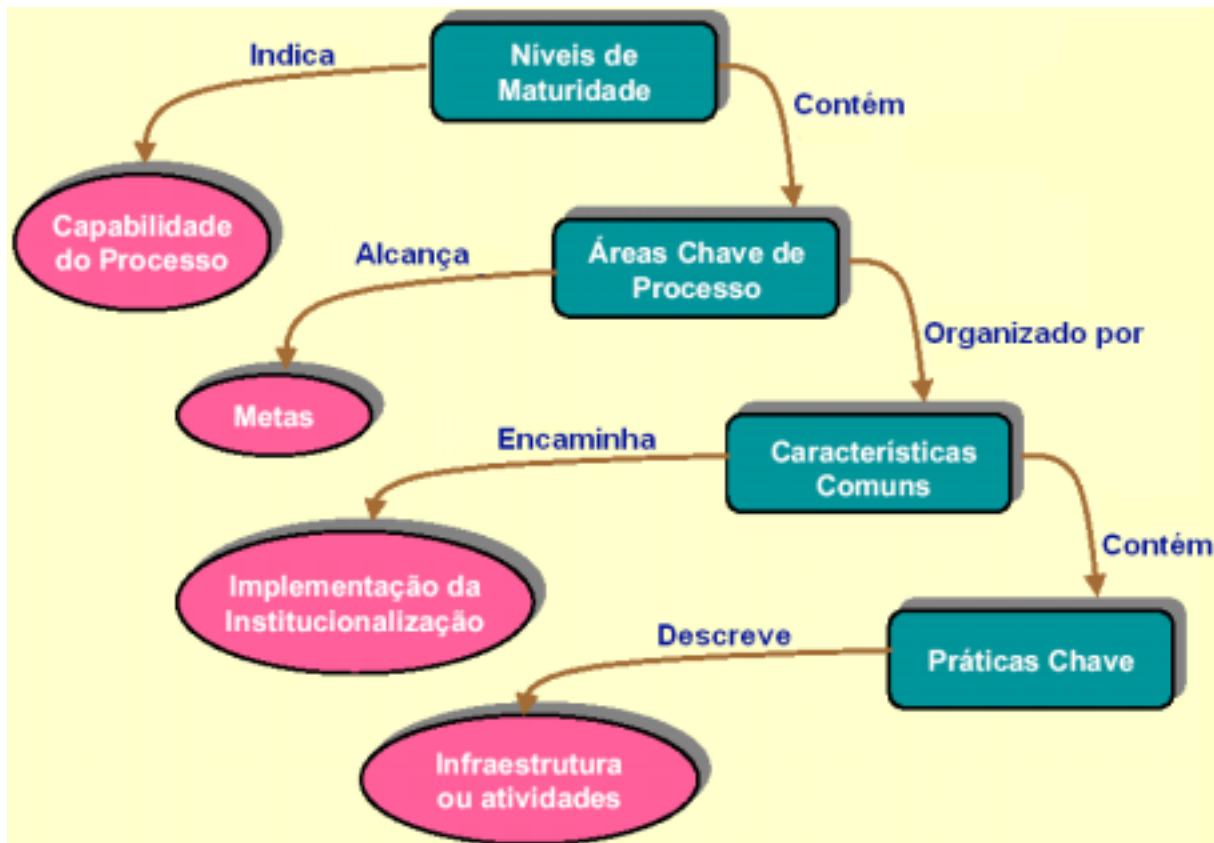 Níveis de
Maturidade
Indica
Contém
Capabilidade
do Processo
Áreas Chave de
Processo
Alcança
Organizado por
Metas
Características
Comuns
Encaminha
Contém
Implementação da
Institucionalização
Práticas Chave
Descreve
Infraestrutura
ou atividades